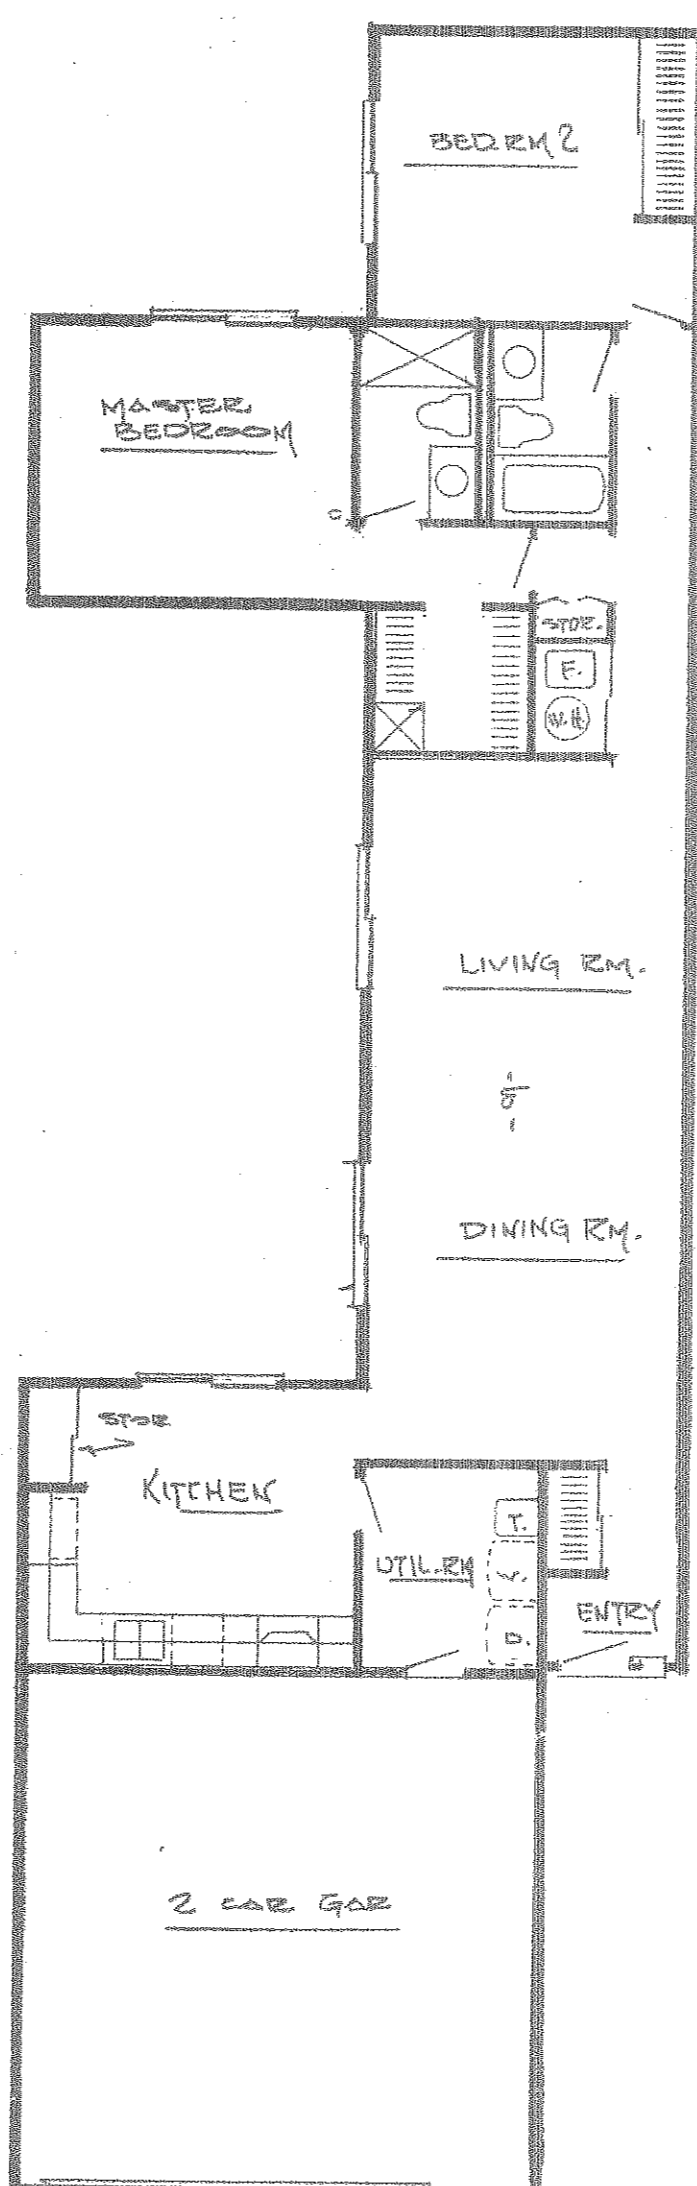 BEDRM 2
MASTER
BEDROOM
STOR.
F.
W.H.
LIVING RM.
DINING RM.
STOR
KITCHEN
T.
UTIL. RM
D.
ENTRY
2 CAR GAR